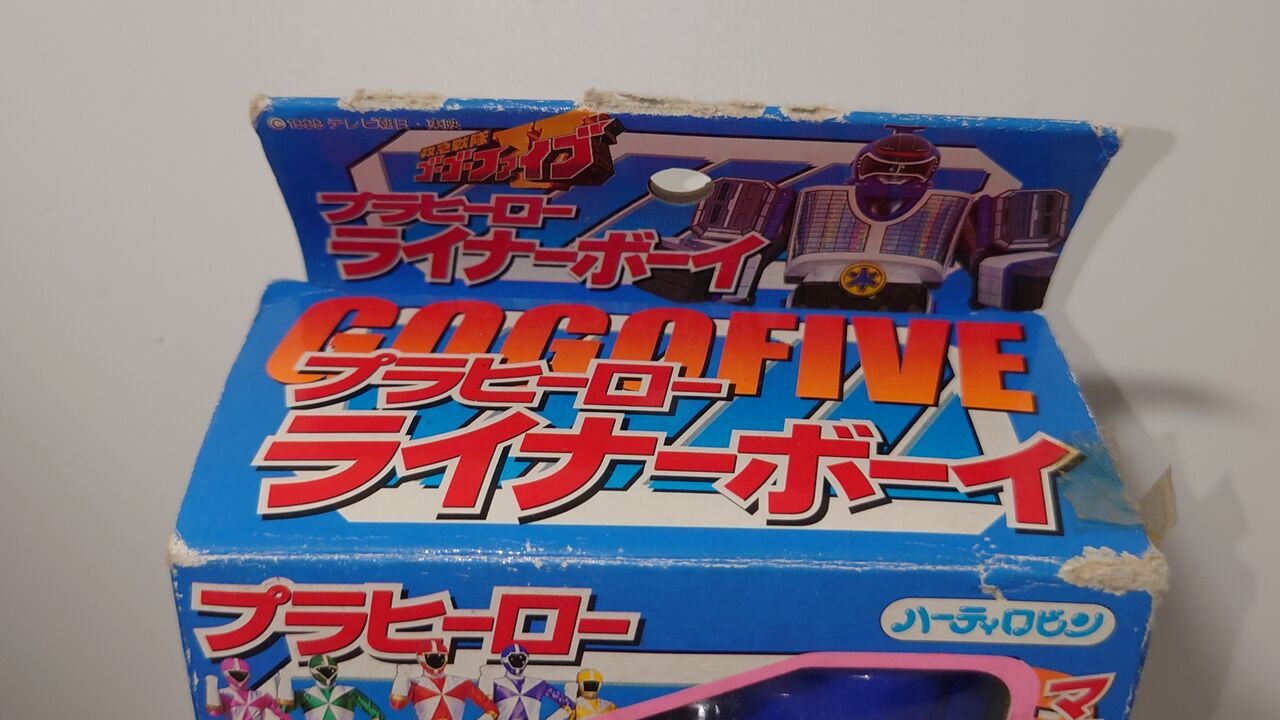 ©1999 テレビ朝日・東映
救急戦隊
ゴーゴーファイブ
プラヒーロー
ライナーボーイ
GOGOFIVE
プラヒーロー
ライナーボーイ
プラヒーロー
ハーティロビン
マ